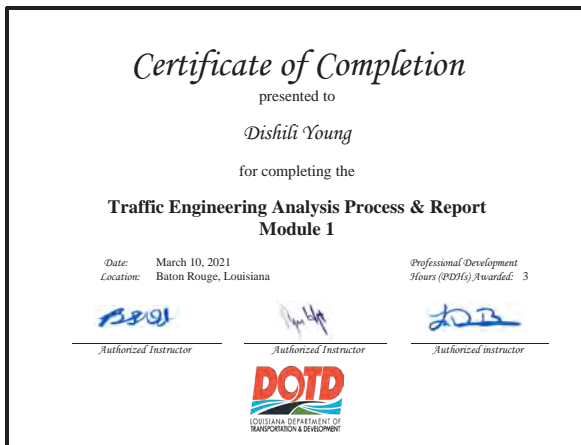 Certificate of Completion
presented to
Dishili Young
for completing the
Traffic Engineering Analysis Process & Report
Module 1
Date: March 10, 2021
Location: Baton Rouge, Louisiana
Professional Development
Hours (PDHs) Awarded: 3
Authorized Instructor
Authorized Instructor
Authorized instructor
DOTD
LOUISIANA DEPARTMENT OF
TRANSPORTATION & DEVELOPMENT